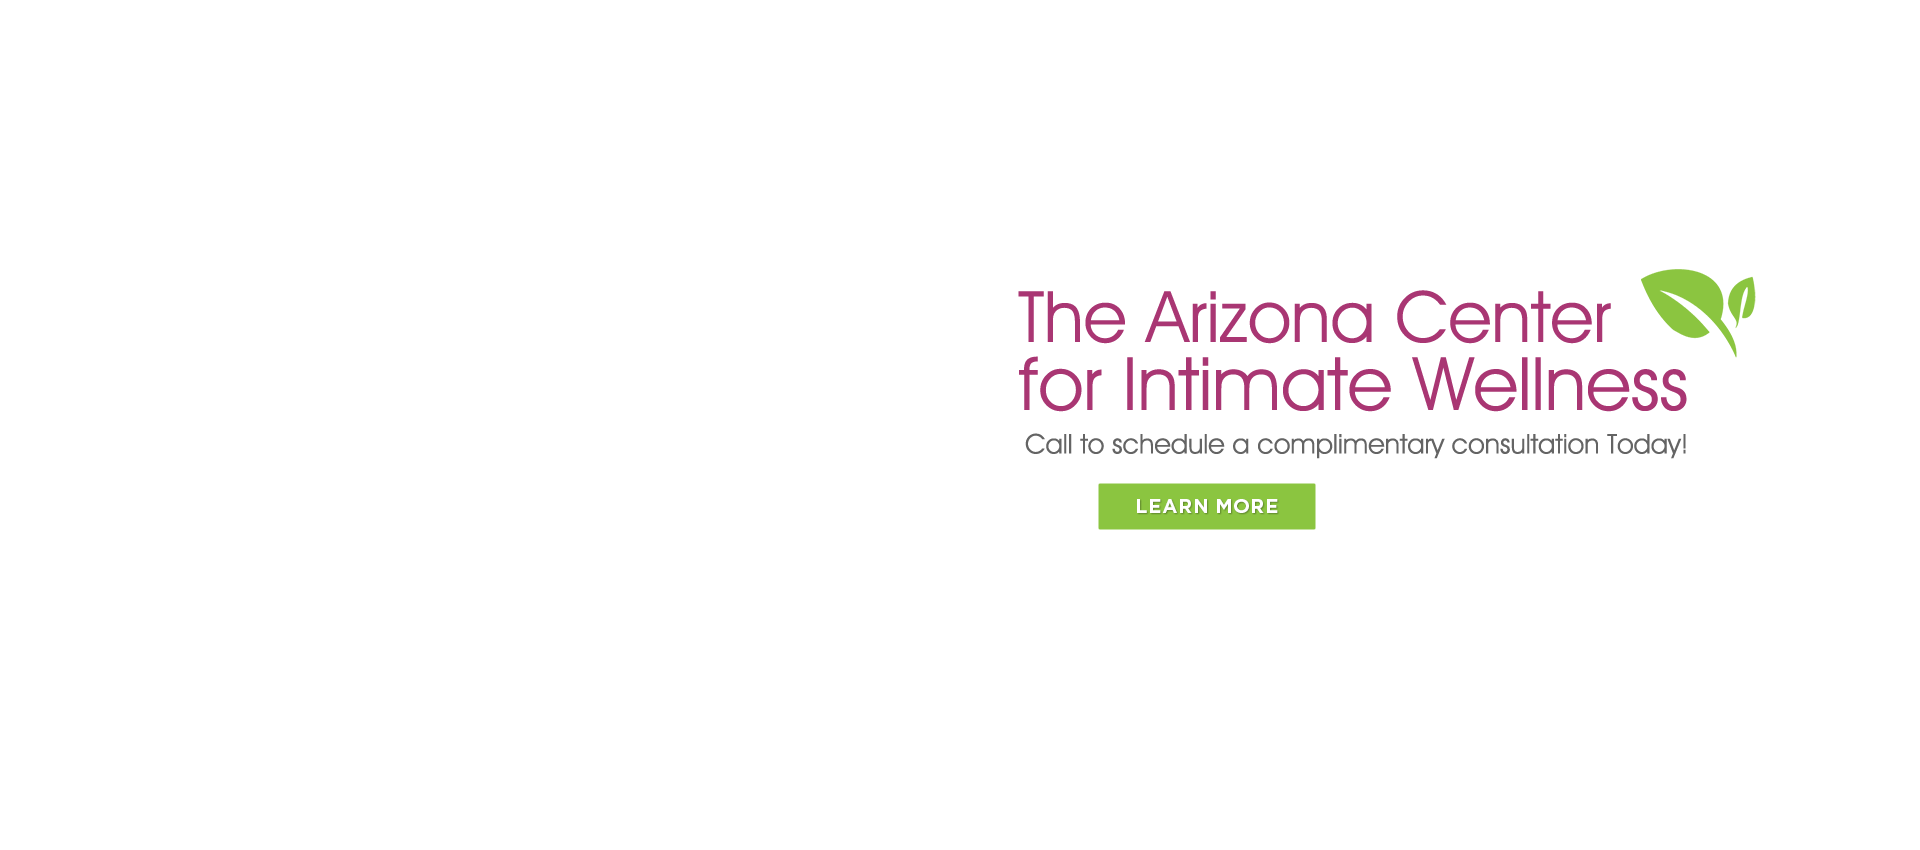 The Arizona Center
for Intimate Wellness
Call to schedule a complimentary consultation Today!
LEARN MORE